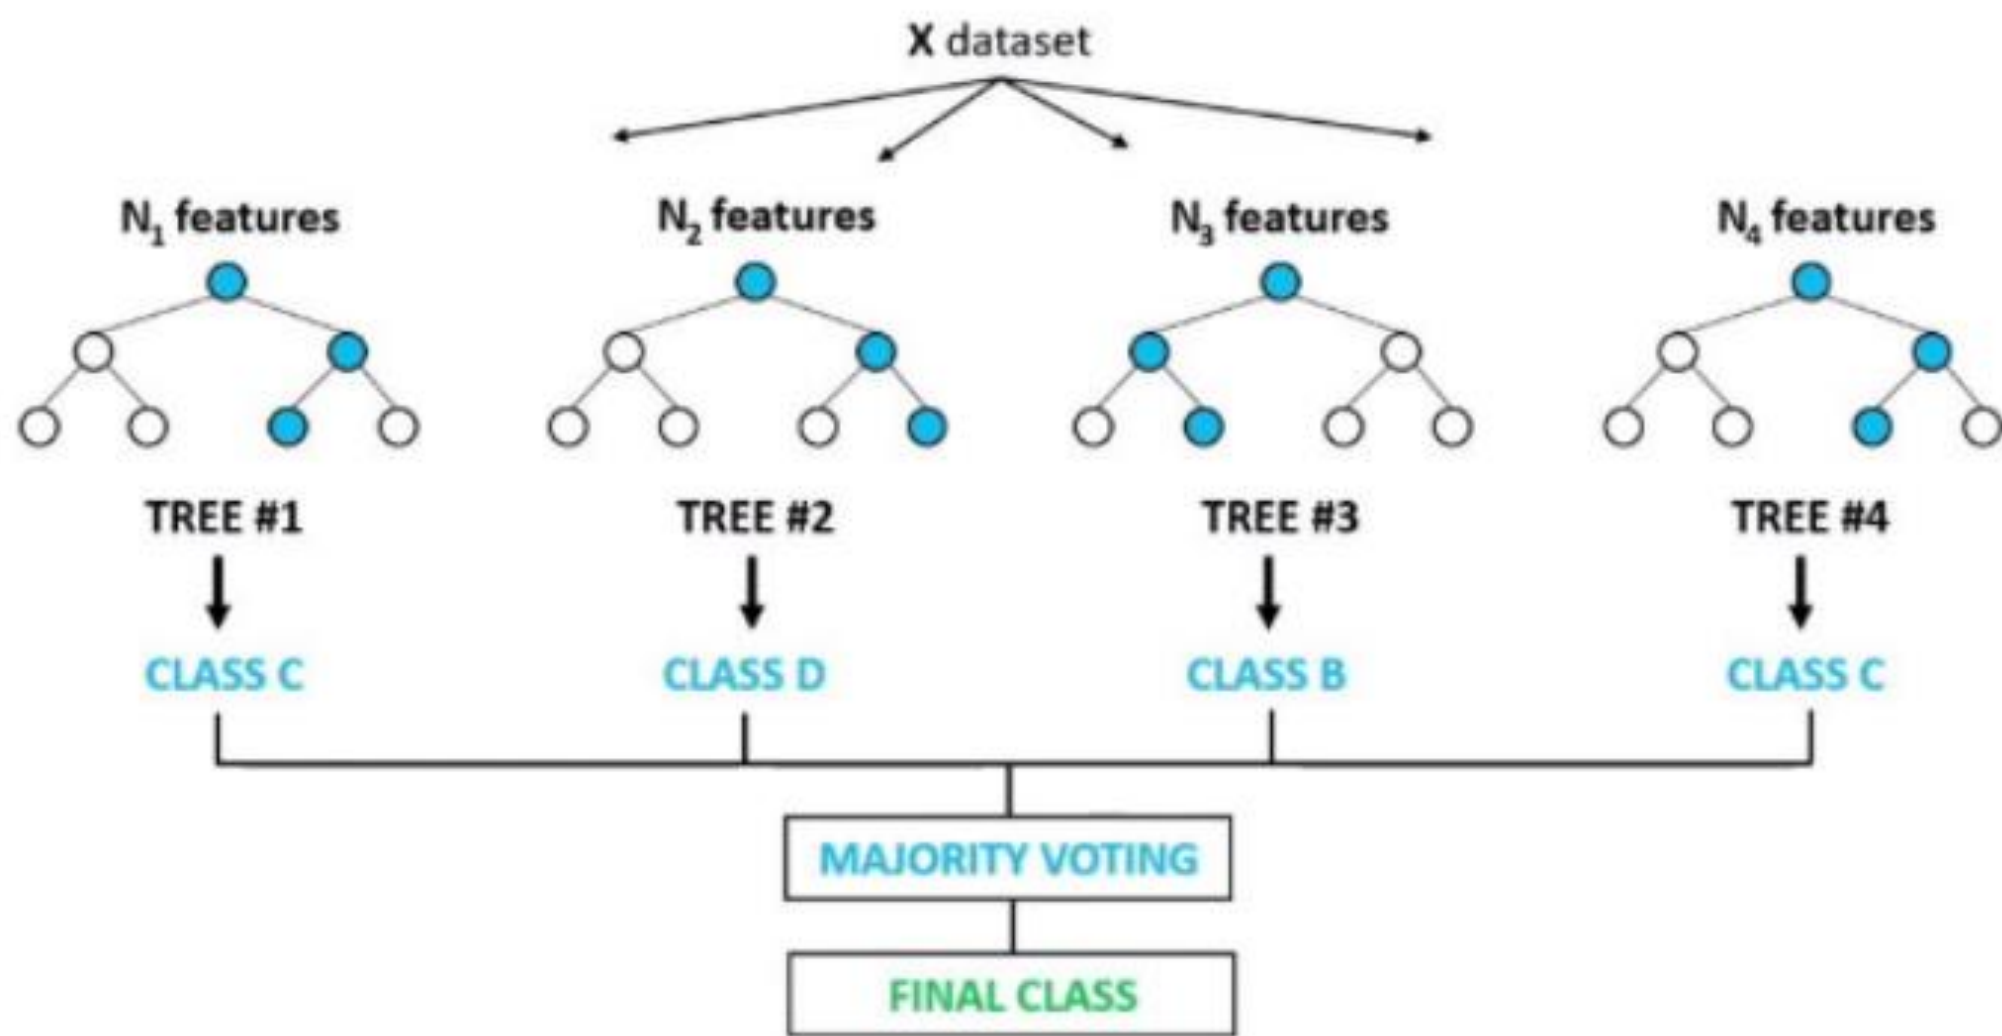 X dataset
N₁ features
N₂ features
N₃ features
N₄ features
TREE #1
TREE #2
TREE #3
TREE #4
CLASS C
CLASS D
CLASS B
CLASS C
MAJORITY VOTING
FINAL CLASS